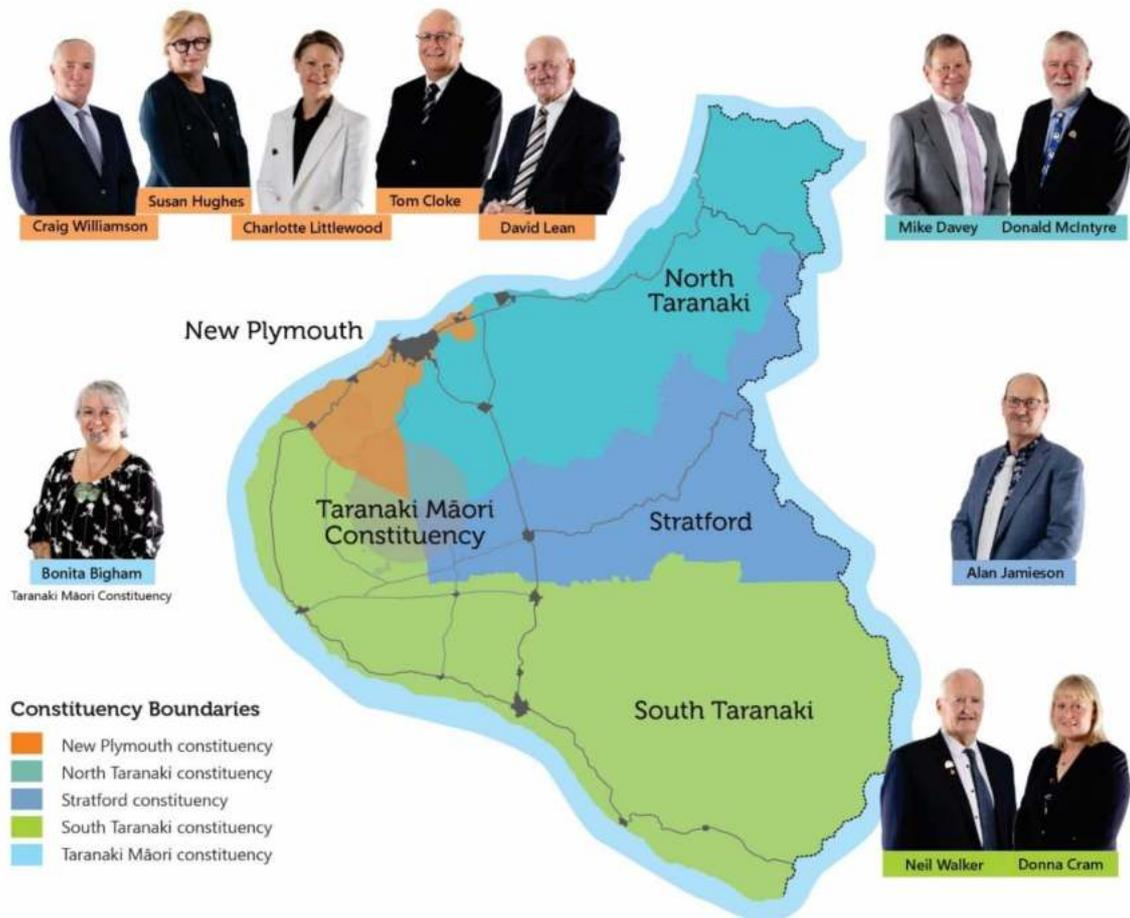 Craig Williamson
Susan Hughes
Charlotte Littlewood
Tom Cloke
David Lean
Mike Davey
Donald McIntyre
North
Taranaki
New Plymouth
Taranaki Māori
Constituency
Stratford
Bonita Bigham
Taranaki Māori Constituency
Alan Jamieson
South Taranaki
Constituency Boundaries
New Plymouth constituency
North Taranaki constituency
Stratford constituency
South Taranaki constituency
Taranaki Māori constituency
Neil Walker
Donna Cram